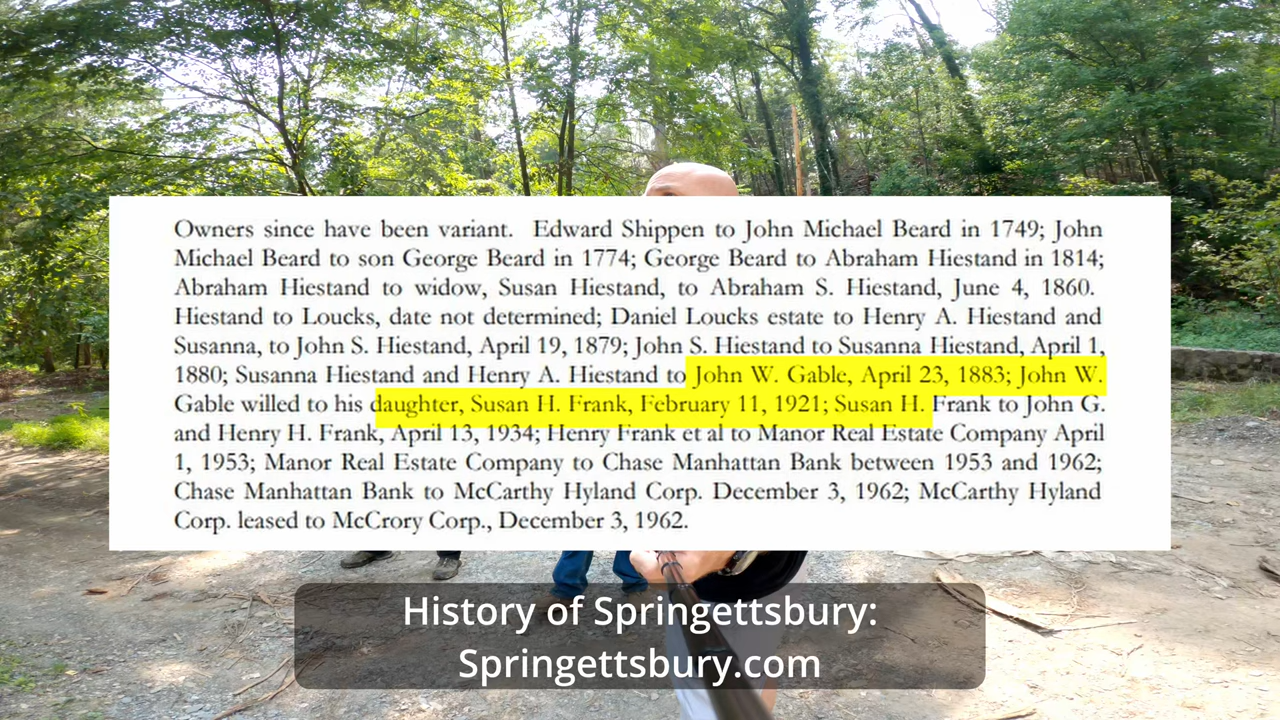 Owners since have been variant. Edward Shippen to John Michael Beard in 1749; John
Michael Beard to son George Beard in 1774; George Beard to Abraham Hiestand in 1814;
Abraham Hiestand to widow, Susan Hiestand, to Abraham S. Hiestand, June 4, 1860.
Hiestand to Loucks, date not determined; Daniel Loucks estate to Henry A. Hiestand and
Susanna, to John S. Hiestand, April 19, 1879; John S. Hiestand to Susanna Hiestand, April 1,
1880; Susanna Hiestand and Henry A. Hiestand to John W. Gable, April 23, 1883; John W.
Gable willed to his daughter, Susan H. Frank, February 11, 1921; Susan H. Frank to John G.
and Henry H. Frank, April 13, 1934; Henry Frank et al to Manor Real Estate Company April
1, 1953; Manor Real Estate Company to Chase Manhattan Bank between 1953 and 1962;
Chase Manhattan Bank to McCarthy Hyland Corp. December 3, 1962; McCarthy Hyland
Corp. leased to McCrory Corp., December 3, 1962.
History of Springettsbury:
Springettsbury.com